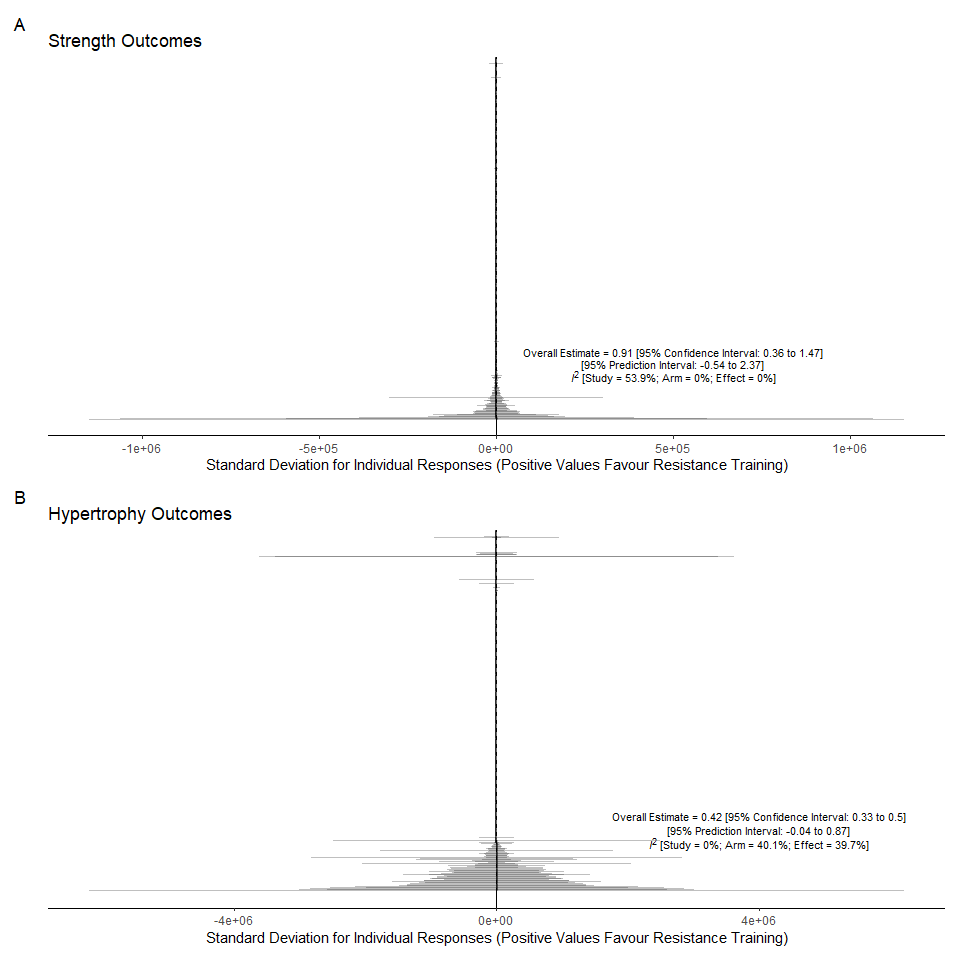 A
Strength Outcomes
Overall Estimate = 0.91 [95% Confidence Interval: 0.36 to 1.47]
[95% Prediction Interval: -0.54 to 2.37]
I2 [Study = 53.9%; Arm = 0%; Effect = 0%]
-1e+06 -5e+05 0e+00 5e+05 1e+06
Standard Deviation for Individual Responses (Positive Values Favour Resistance Training)
B
Hypertrophy Outcomes
Overall Estimate = 0.42 [95% Confidence Interval: 0.33 to 0.5]
[95% Prediction Interval: -0.04 to 0.87]
I2 [Study = 0%; Arm = 40.1%; Effect = 39.7%]
-4e+06 0e+00 4e+06
Standard Deviation for Individual Responses (Positive Values Favour Resistance Training)